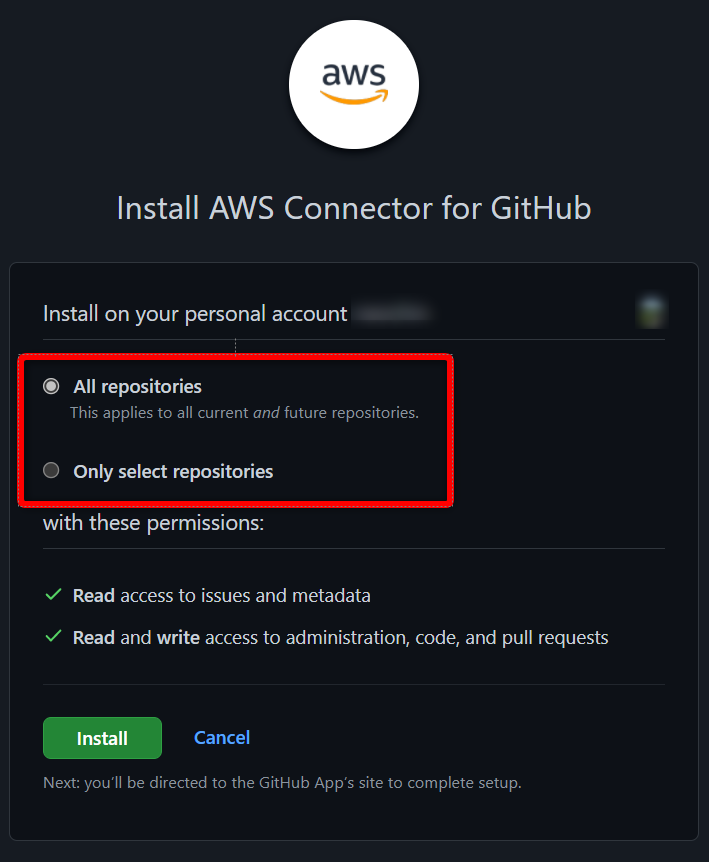 aws
Install AWS Connector for GitHub
Install on your personal account
All repositories
This applies to all current and future repositories.
Only select repositories
with these permissions:
Read access to issues and metadata
Read and write access to administration, code, and pull requests
Install Cancel
Next: you’ll be directed to the GitHub App’s site to complete setup.